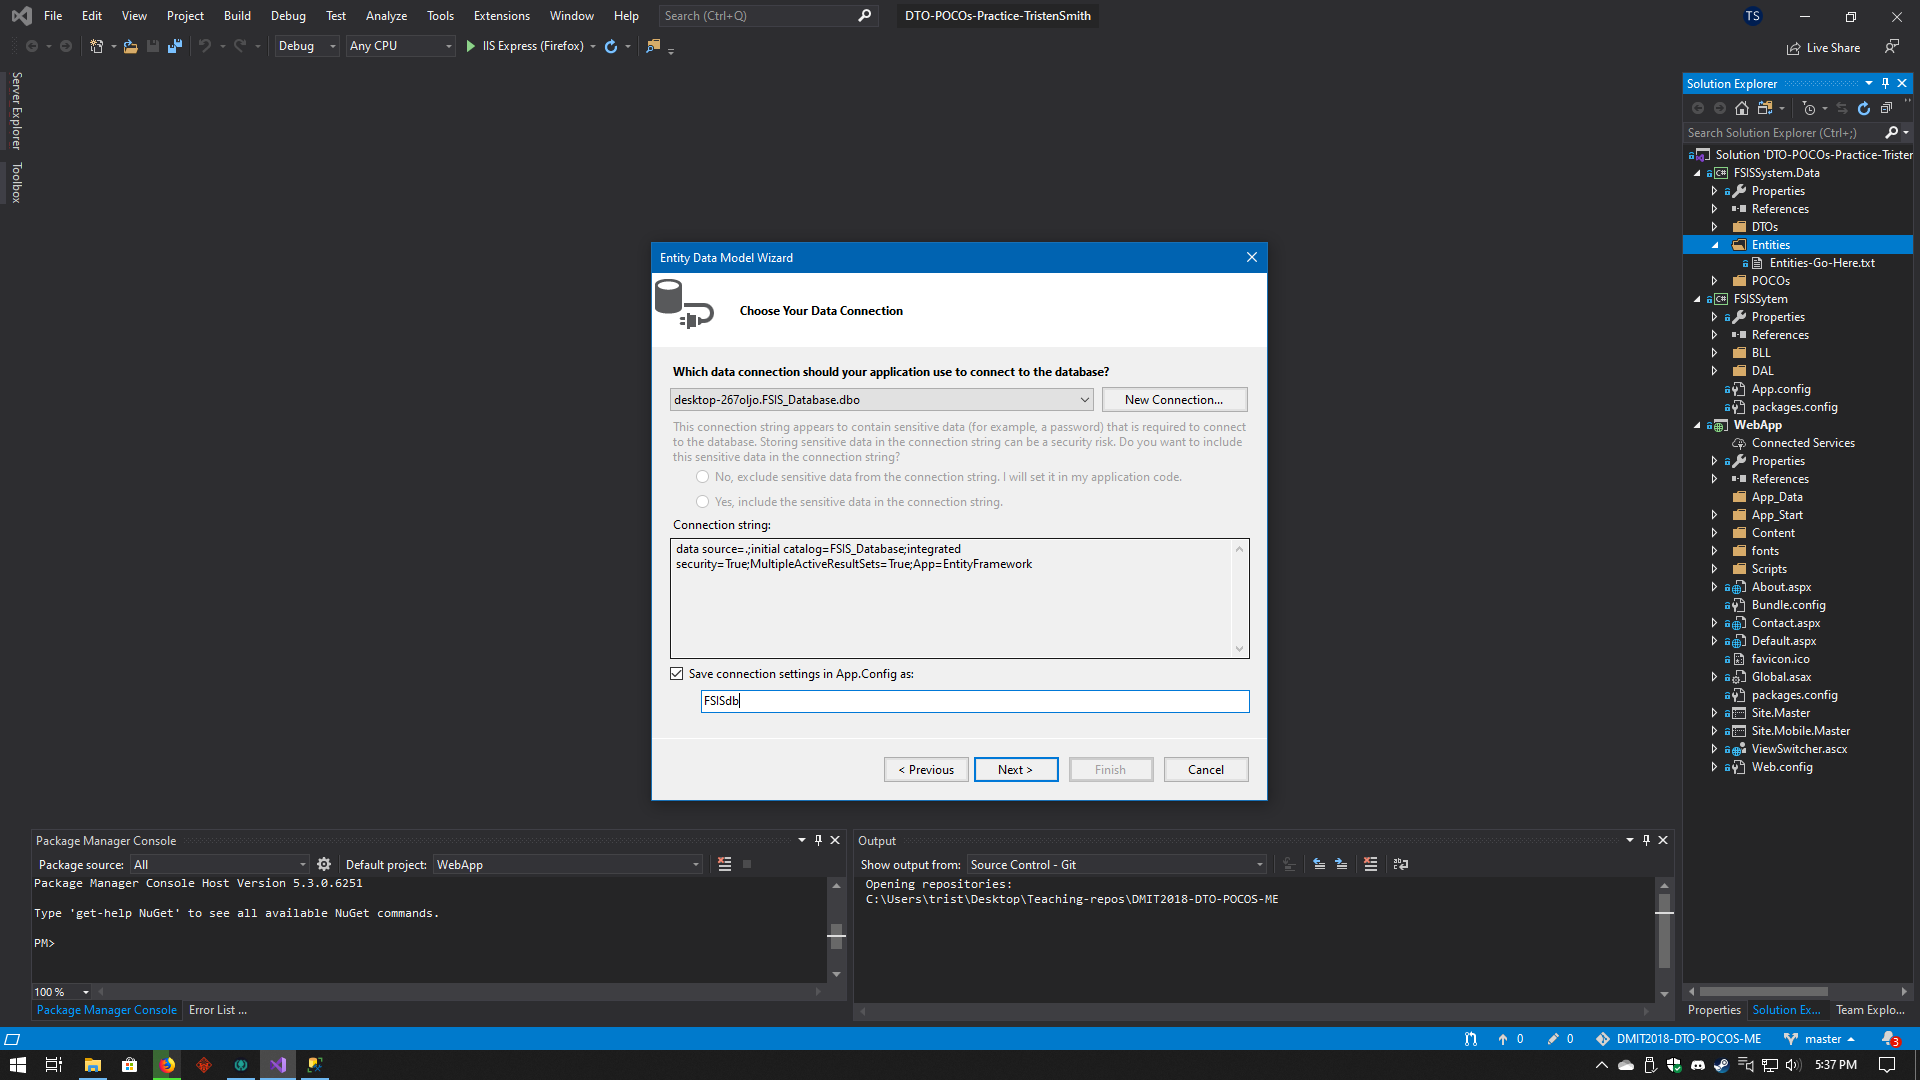 File Edit View Project Build Debug Test Analyze Tools Extensions Window Help Search (Ctrl+Q) DTO-POCOs-Practice-TristenSmith TS
Debug Any CPU IIS Express (Firefox) Live Share
Server Explorer
Toolbox
Solution Explorer
Search Solution Explorer (Ctrl+;)
Solution 'DTO-POCOs-Practice-Trister
FSISSystem.Data
Properties
References
DTOs
Entities
Entities-Go-Here.txt
POCOs
FSISSytem
Properties
References
BLL
DAL
App.config
packages.config
WebApp
Connected Services
Properties
References
App_Data
App_Start
Content
fonts
Scripts
About.aspx
Bundle.config
Contact.aspx
Default.aspx
favicon.ico
Global.asax
packages.config
Site.Master
Site.Mobile.Master
ViewSwitcher.ascx
Web.config
Entity Data Model Wizard
Choose Your Data Connection
Which data connection should your application use to connect to the database?
desktop-267oljo.FSIS_Database.dbo New Connection...
This connection string appears to contain sensitive data (for example, a password) that is required to connect
to the database. Storing sensitive data in the connection string can be a security risk. Do you want to include
this sensitive data in the connection string?
No, exclude sensitive data from the connection string. I will set it in my application code.
Yes, include the sensitive data in the connection string.
Connection string:
data source=.;initial catalog=FSIS_Database;integrated
security=True;MultipleActiveResultSets=True;App=EntityFramework
Save connection settings in App.Config as:
FSISdb
< Previous Next > Finish Cancel
Package Manager Console
Package source: All Default project: WebApp
Package Manager Console Host Version 5.3.0.6251
Type 'get-help NuGet' to see all available NuGet commands.
PM>
100 %
Package Manager Console Error List ...
Output
Show output from: Source Control - Git
Opening repositories:
C:\Users\trist\Desktop\Teaching-repos\DMIT2018-DTO-POCOS-ME
Properties Solution Ex... Team Explo...
0 0 DMIT2018-DTO-POCOS-ME master 3
5:37 PM